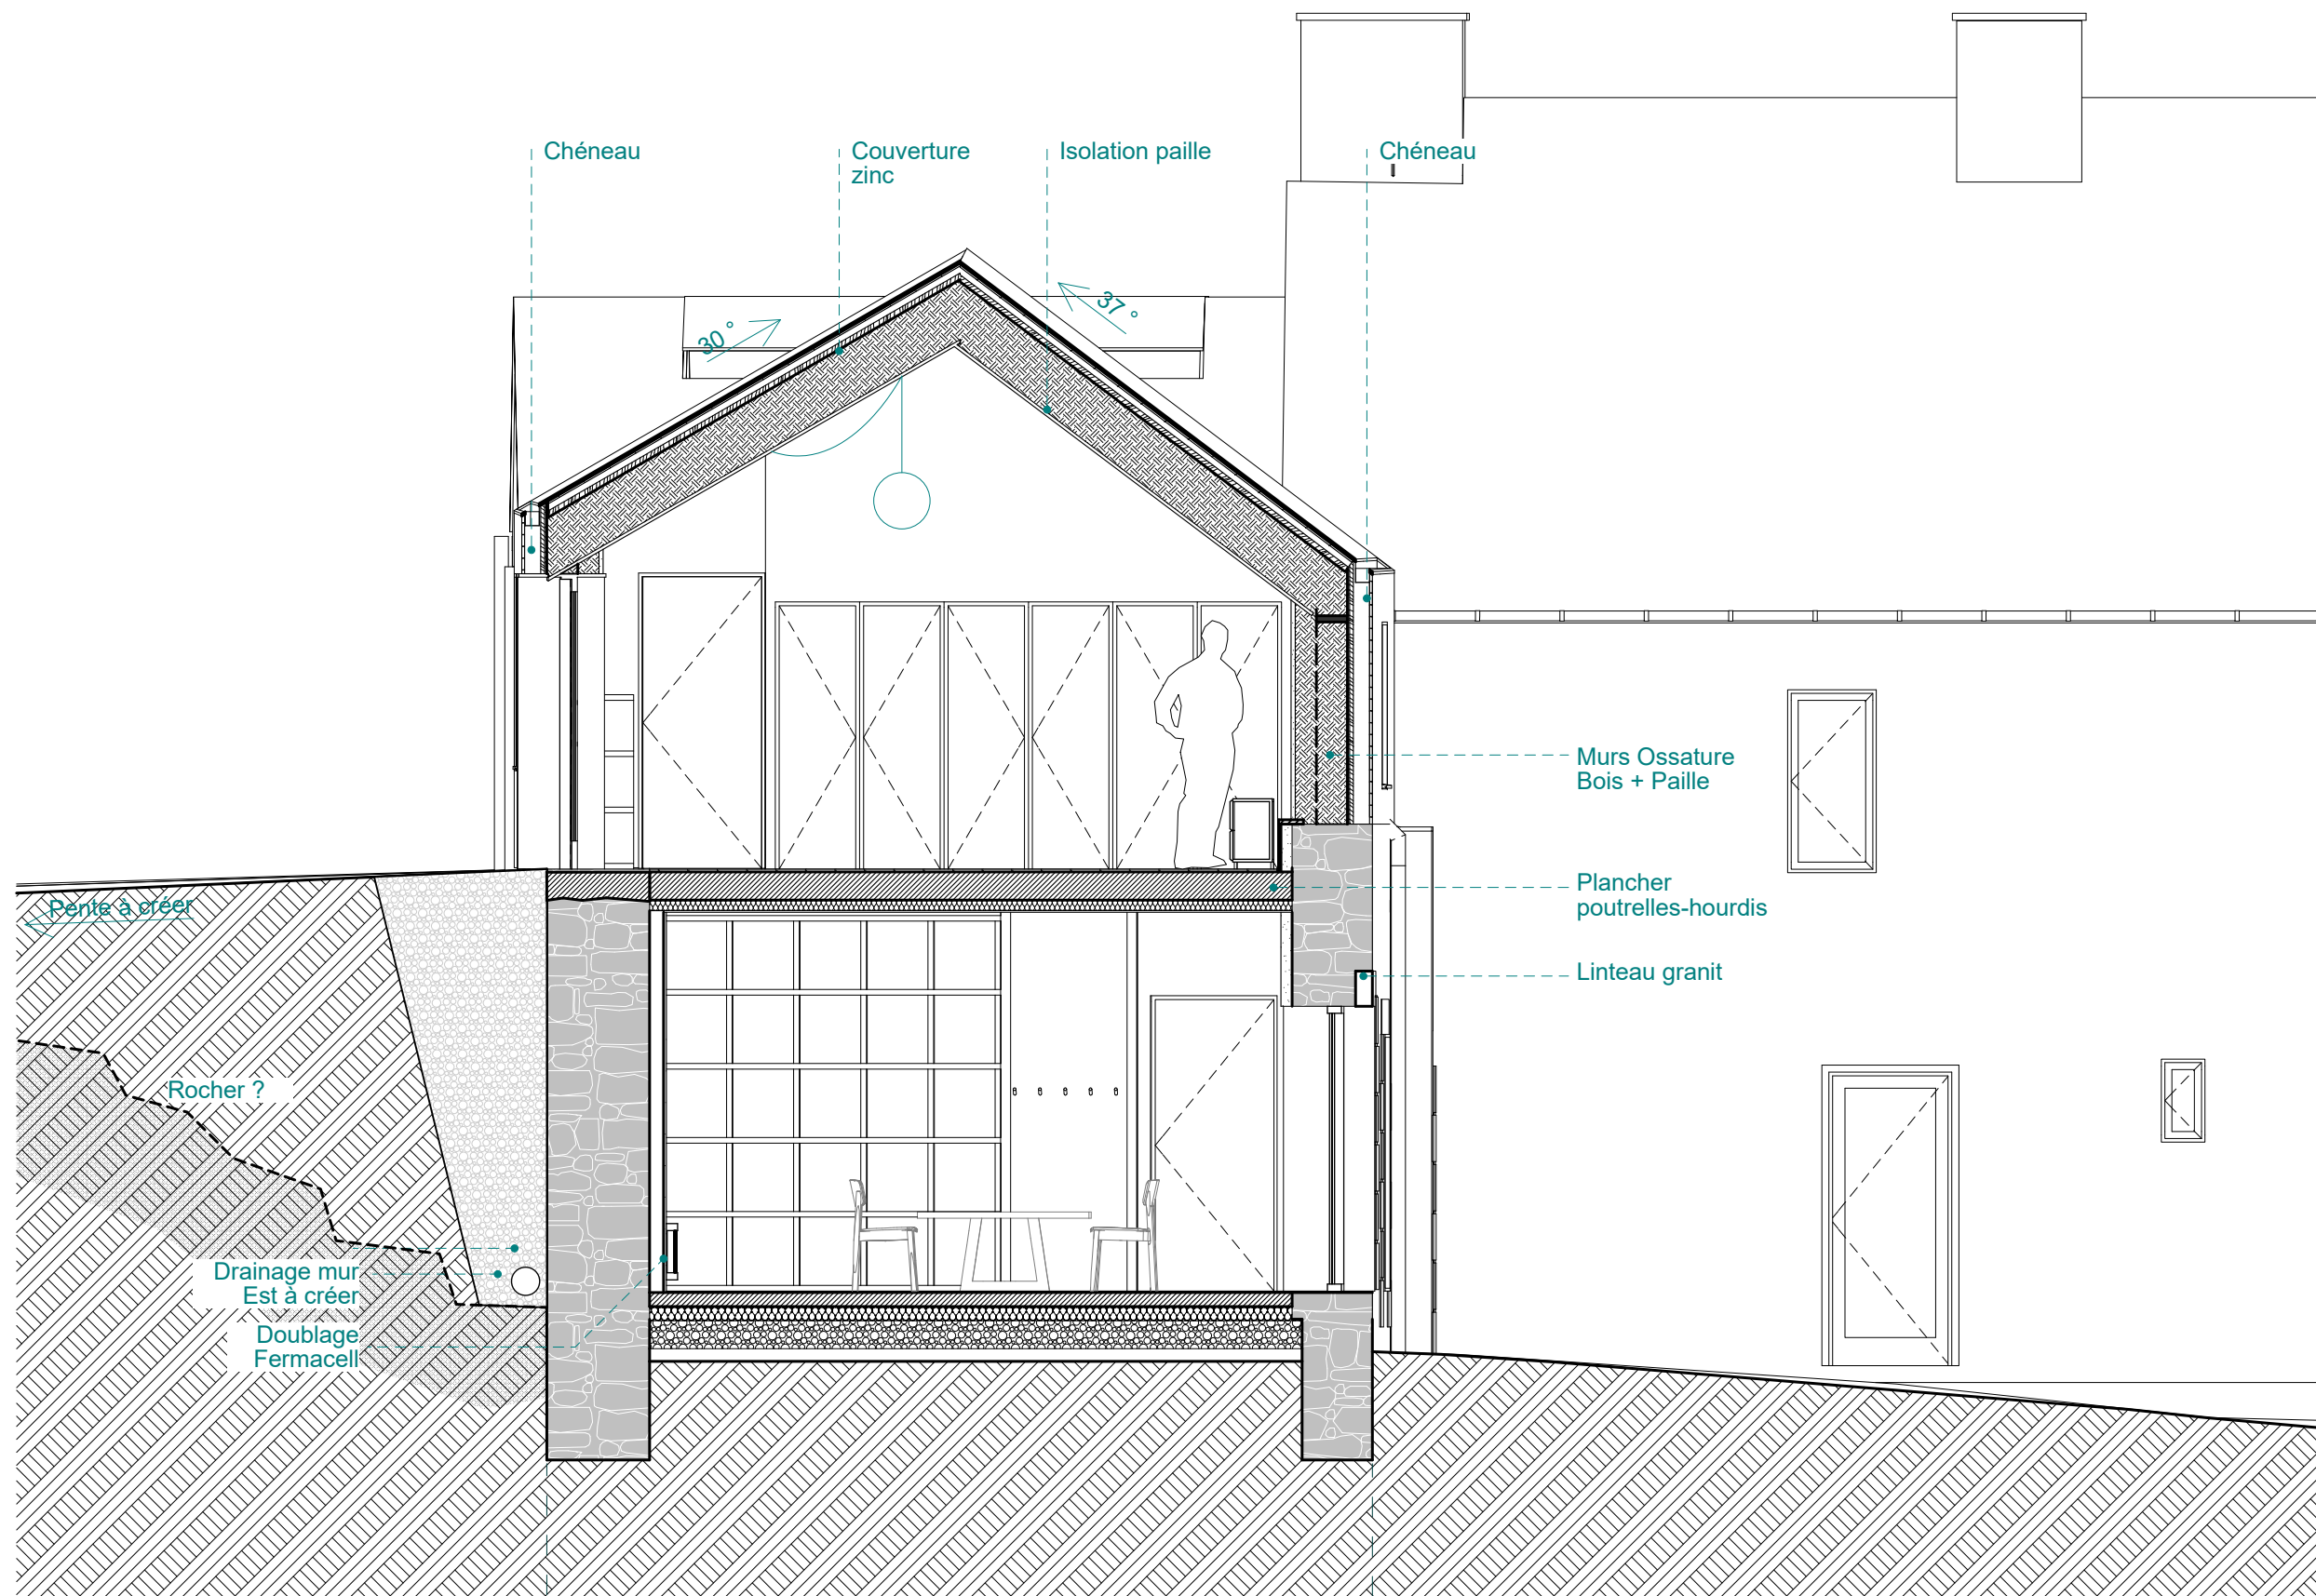 Chéneau
Couverture
zinc
Isolation paille
Chéneau
30 °
37 °
Murs Ossature
Bois + Paille
Plancher
poutrelles-hourdis
Pente à créer
Linteau granit
Rocher ?
Drainage mur
Est à créer
Doublage
Fermacell